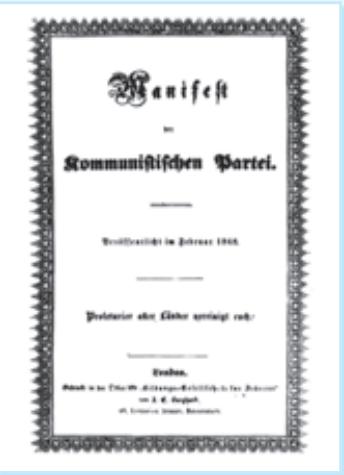 Manifest
der
Kommunistischen Partei.
Veröffentlicht im Februar 1848.
Proletarier aller Länder vereinigt euch.
London.
Gedruckt in der Office der „Bildungs-Gesellschaft für Arbeiter"
von J. E. Burghard.
46, Liverpool Street, Bishopsgate.